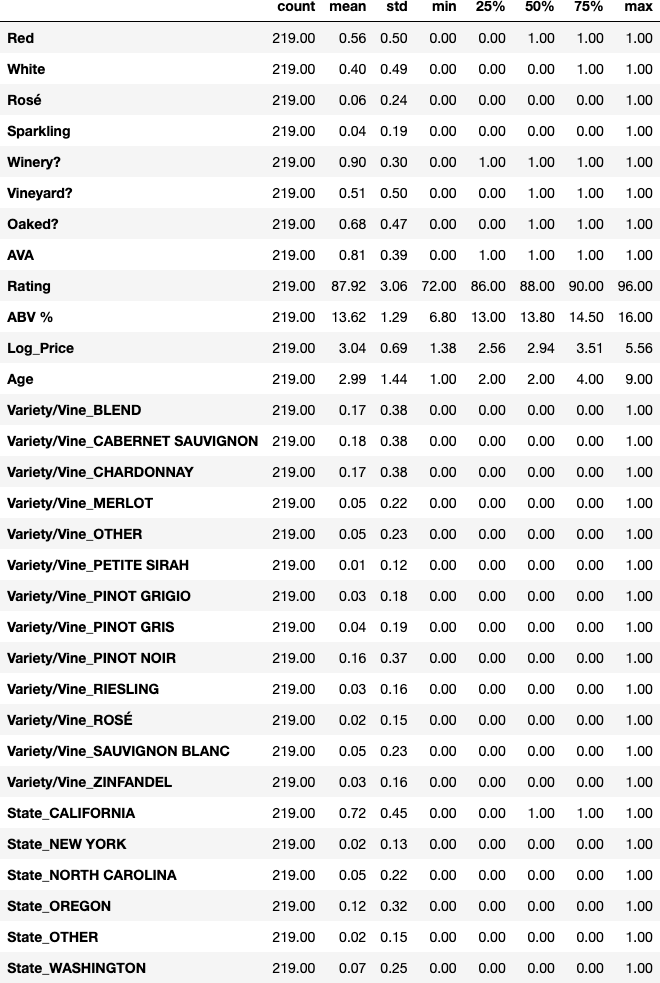 count mean std min 25% 50% 75% max
Red 219.00 0.56 0.50 0.00 0.00 1.00 1.00 1.00
White 219.00 0.40 0.49 0.00 0.00 0.00 1.00 1.00
Rosé 219.00 0.06 0.24 0.00 0.00 0.00 0.00 1.00
Sparkling 219.00 0.04 0.19 0.00 0.00 0.00 0.00 1.00
Winery? 219.00 0.90 0.30 0.00 1.00 1.00 1.00 1.00
Vineyard? 219.00 0.51 0.50 0.00 0.00 1.00 1.00 1.00
Oaked? 219.00 0.68 0.47 0.00 0.00 1.00 1.00 1.00
AVA 219.00 0.81 0.39 0.00 1.00 1.00 1.00 1.00
Rating 219.00 87.92 3.06 72.00 86.00 88.00 90.00 96.00
ABV % 219.00 13.62 1.29 6.80 13.00 13.80 14.50 16.00
Log_Price 219.00 3.04 0.69 1.38 2.56 2.94 3.51 5.56
Age 219.00 2.99 1.44 1.00 2.00 2.00 4.00 9.00
Variety/Vine_BLEND 219.00 0.17 0.38 0.00 0.00 0.00 0.00 1.00
Variety/Vine_CABERNET SAUVIGNON 219.00 0.18 0.38 0.00 0.00 0.00 0.00 1.00
Variety/Vine_CHARDONNAY 219.00 0.17 0.38 0.00 0.00 0.00 0.00 1.00
Variety/Vine_MERLOT 219.00 0.05 0.22 0.00 0.00 0.00 0.00 1.00
Variety/Vine_OTHER 219.00 0.05 0.23 0.00 0.00 0.00 0.00 1.00
Variety/Vine_PETITE SIRAH 219.00 0.01 0.12 0.00 0.00 0.00 0.00 1.00
Variety/Vine_PINOT GRIGIO 219.00 0.03 0.18 0.00 0.00 0.00 0.00 1.00
Variety/Vine_PINOT GRIS 219.00 0.04 0.19 0.00 0.00 0.00 0.00 1.00
Variety/Vine_PINOT NOIR 219.00 0.16 0.37 0.00 0.00 0.00 0.00 1.00
Variety/Vine_RIESLING 219.00 0.03 0.16 0.00 0.00 0.00 0.00 1.00
Variety/Vine_ROSÉ 219.00 0.02 0.15 0.00 0.00 0.00 0.00 1.00
Variety/Vine_SAUVIGNON BLANC 219.00 0.05 0.23 0.00 0.00 0.00 0.00 1.00
Variety/Vine_ZINFANDEL 219.00 0.03 0.16 0.00 0.00 0.00 0.00 1.00
State_CALIFORNIA 219.00 0.72 0.45 0.00 0.00 1.00 1.00 1.00
State_NEW YORK 219.00 0.02 0.13 0.00 0.00 0.00 0.00 1.00
State_NORTH CAROLINA 219.00 0.05 0.22 0.00 0.00 0.00 0.00 1.00
State_OREGON 219.00 0.12 0.32 0.00 0.00 0.00 0.00 1.00
State_OTHER 219.00 0.02 0.15 0.00 0.00 0.00 0.00 1.00
State_WASHINGTON 219.00 0.07 0.25 0.00 0.00 0.00 0.00 1.00